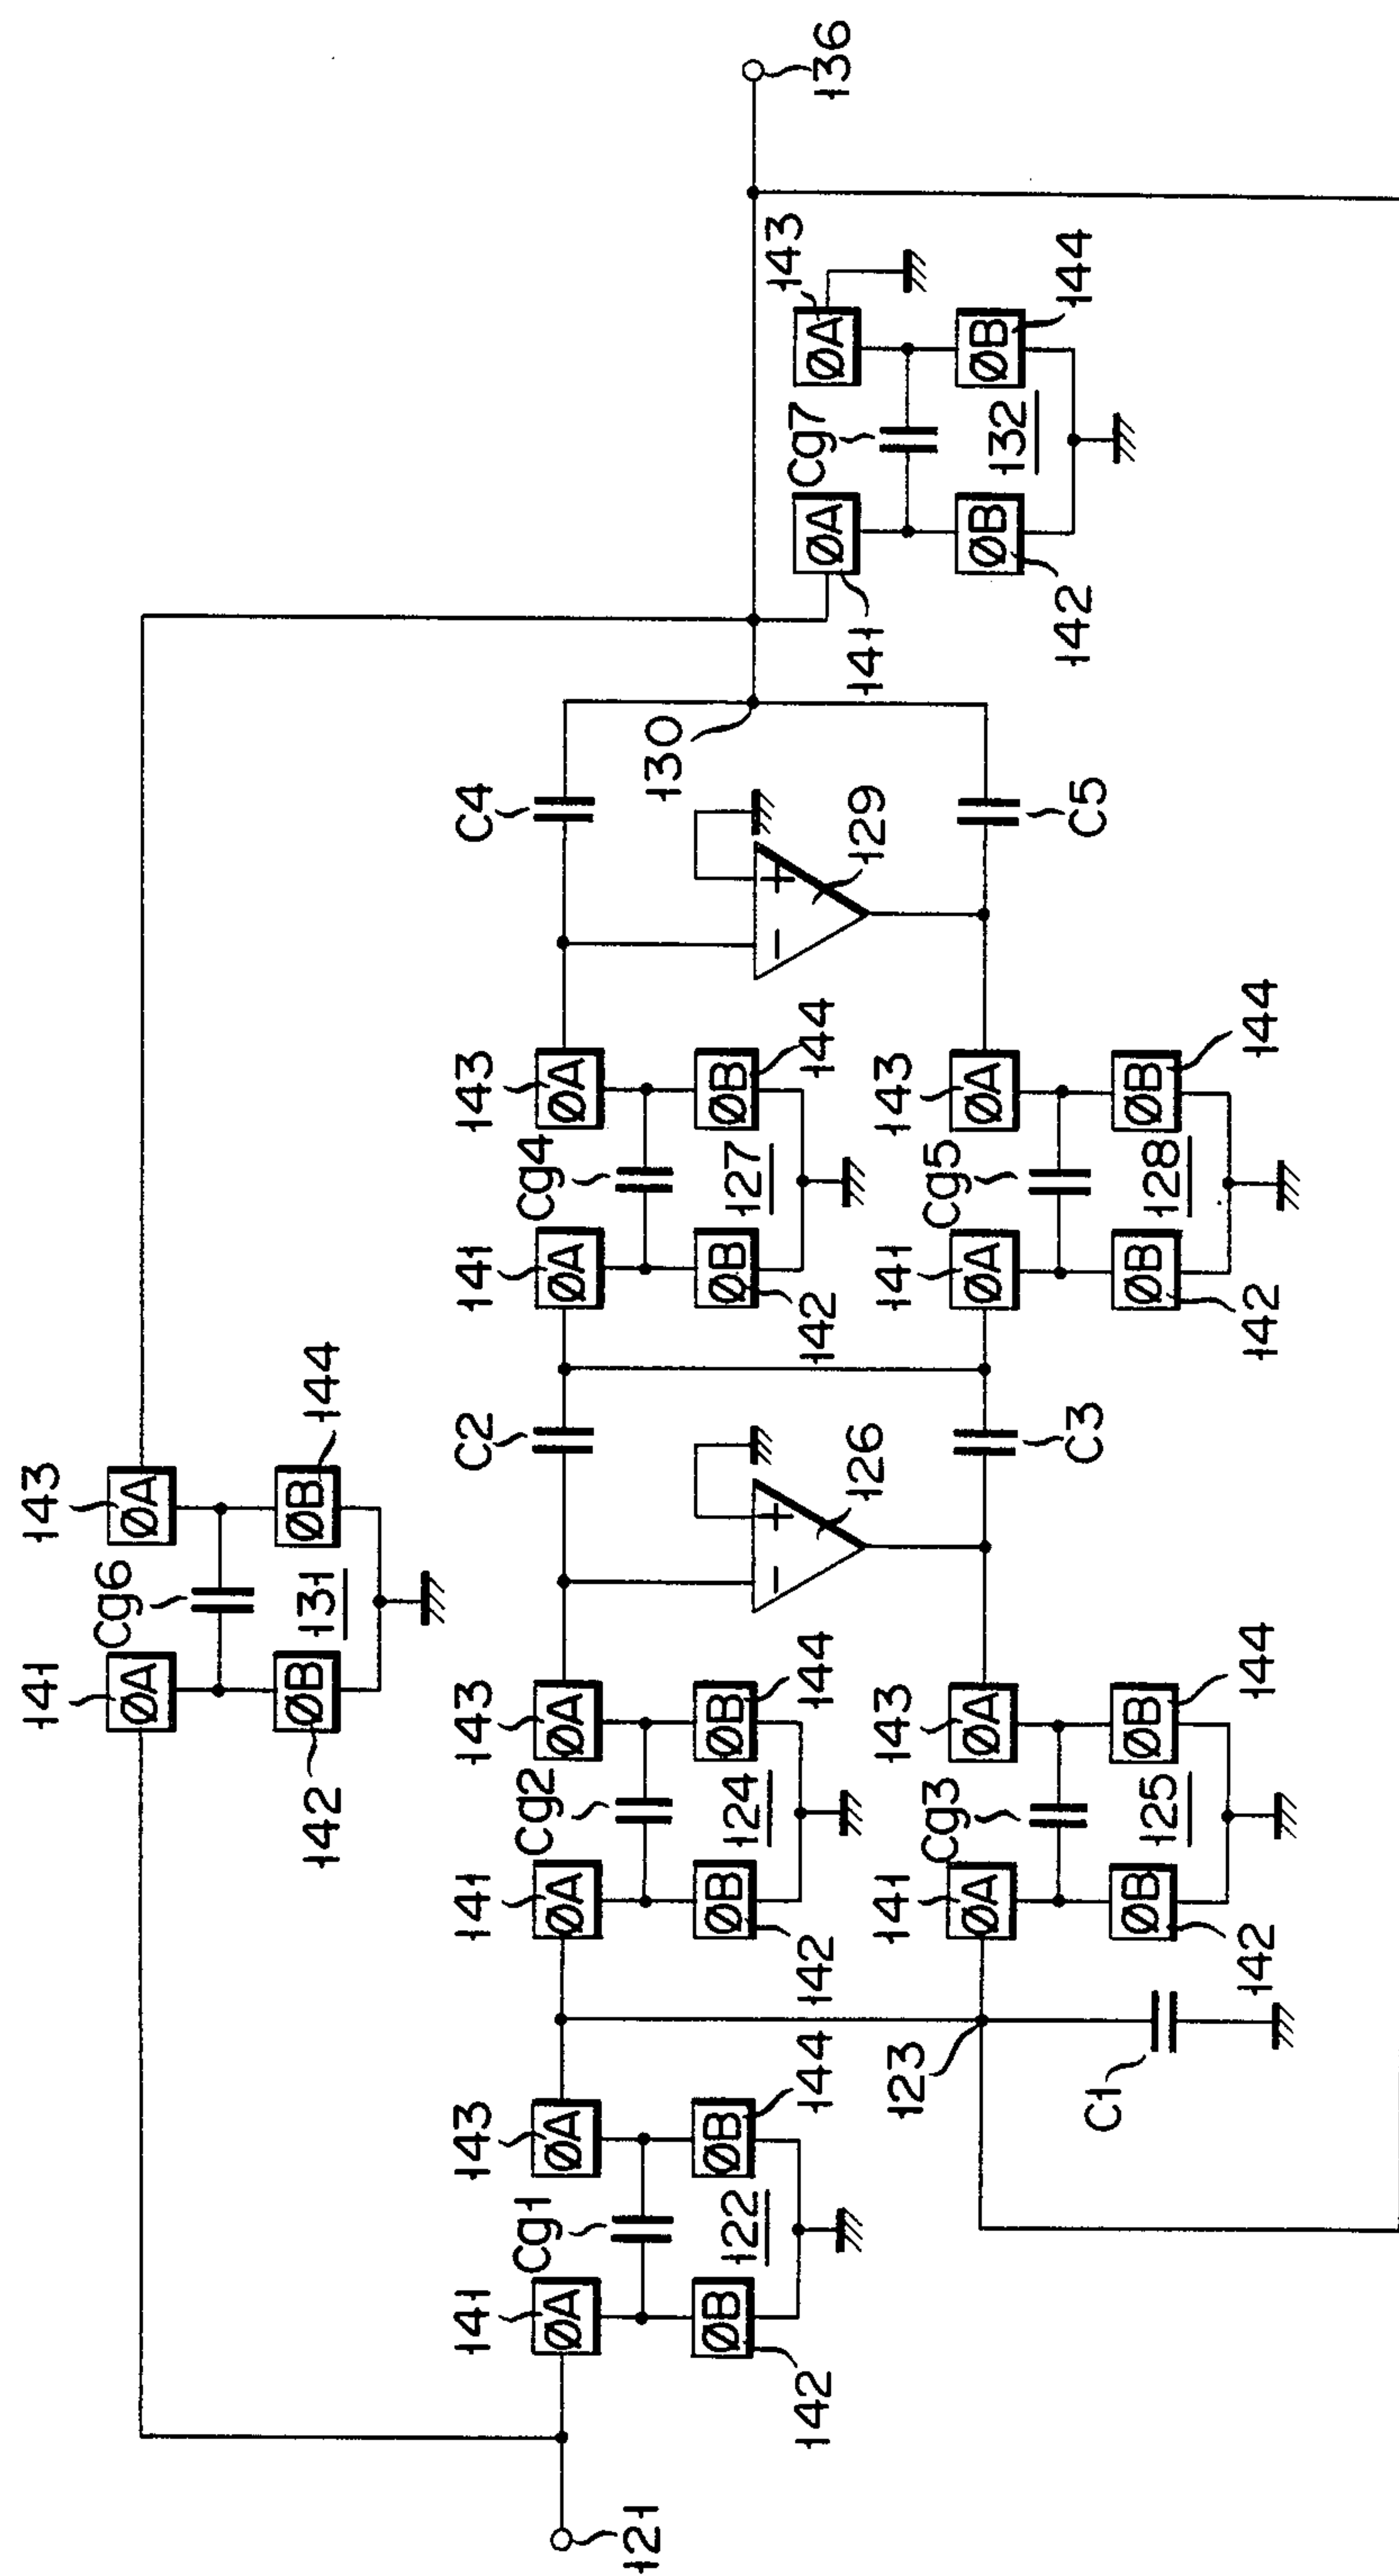 141 143
Cg6
ØA ØA
ØB 131 ØB
142 144
141 143 141 143 C2 141 143 C4
Cg1 Cg2 Cg4
ØA ØA ØA ØA ØA ØA
121 130
ØB 122 ØB ØB 124 ØB ØB 127 ØB
− + − +
143
142 144 142 144 142 144 Cg7 136
ØA ØA
126 129 141
123 141 143 141 143
Cg3 Cg5
ØA ØA ØA ØA
ØB 132 ØB
142 144
C1 C3 C5
ØB 125 ØB ØB 128 ØB
142 144 142 144